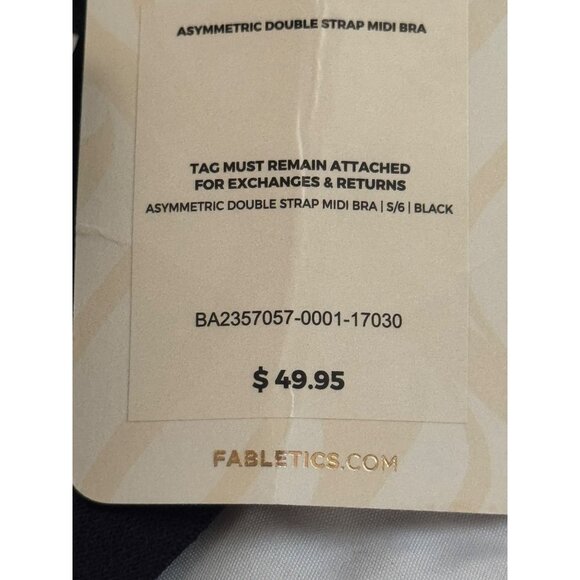 ASYMMETRIC DOUBLE STRAP MIDI BRA
TAG MUST REMAIN ATTACHED
FOR EXCHANGES & RETURNS
ASYMMETRIC DOUBLE STRAP MIDI BRA | S/6 | BLACK
BA2357057-0001-17030
$ 49.95
FABLETICS.COM